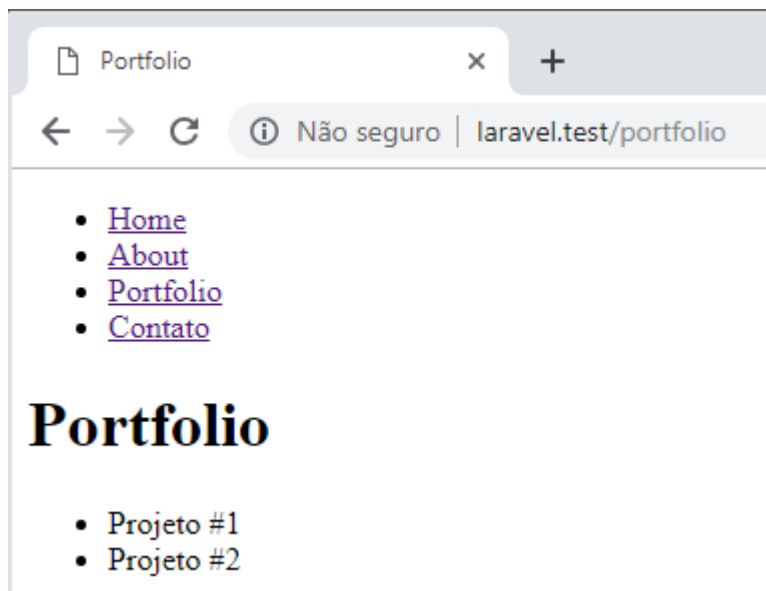 Portfolio
Não seguro | laravel.test/portfolio
Home
About
Portfolio
Contato
Portfolio
Projeto #1
Projeto #2